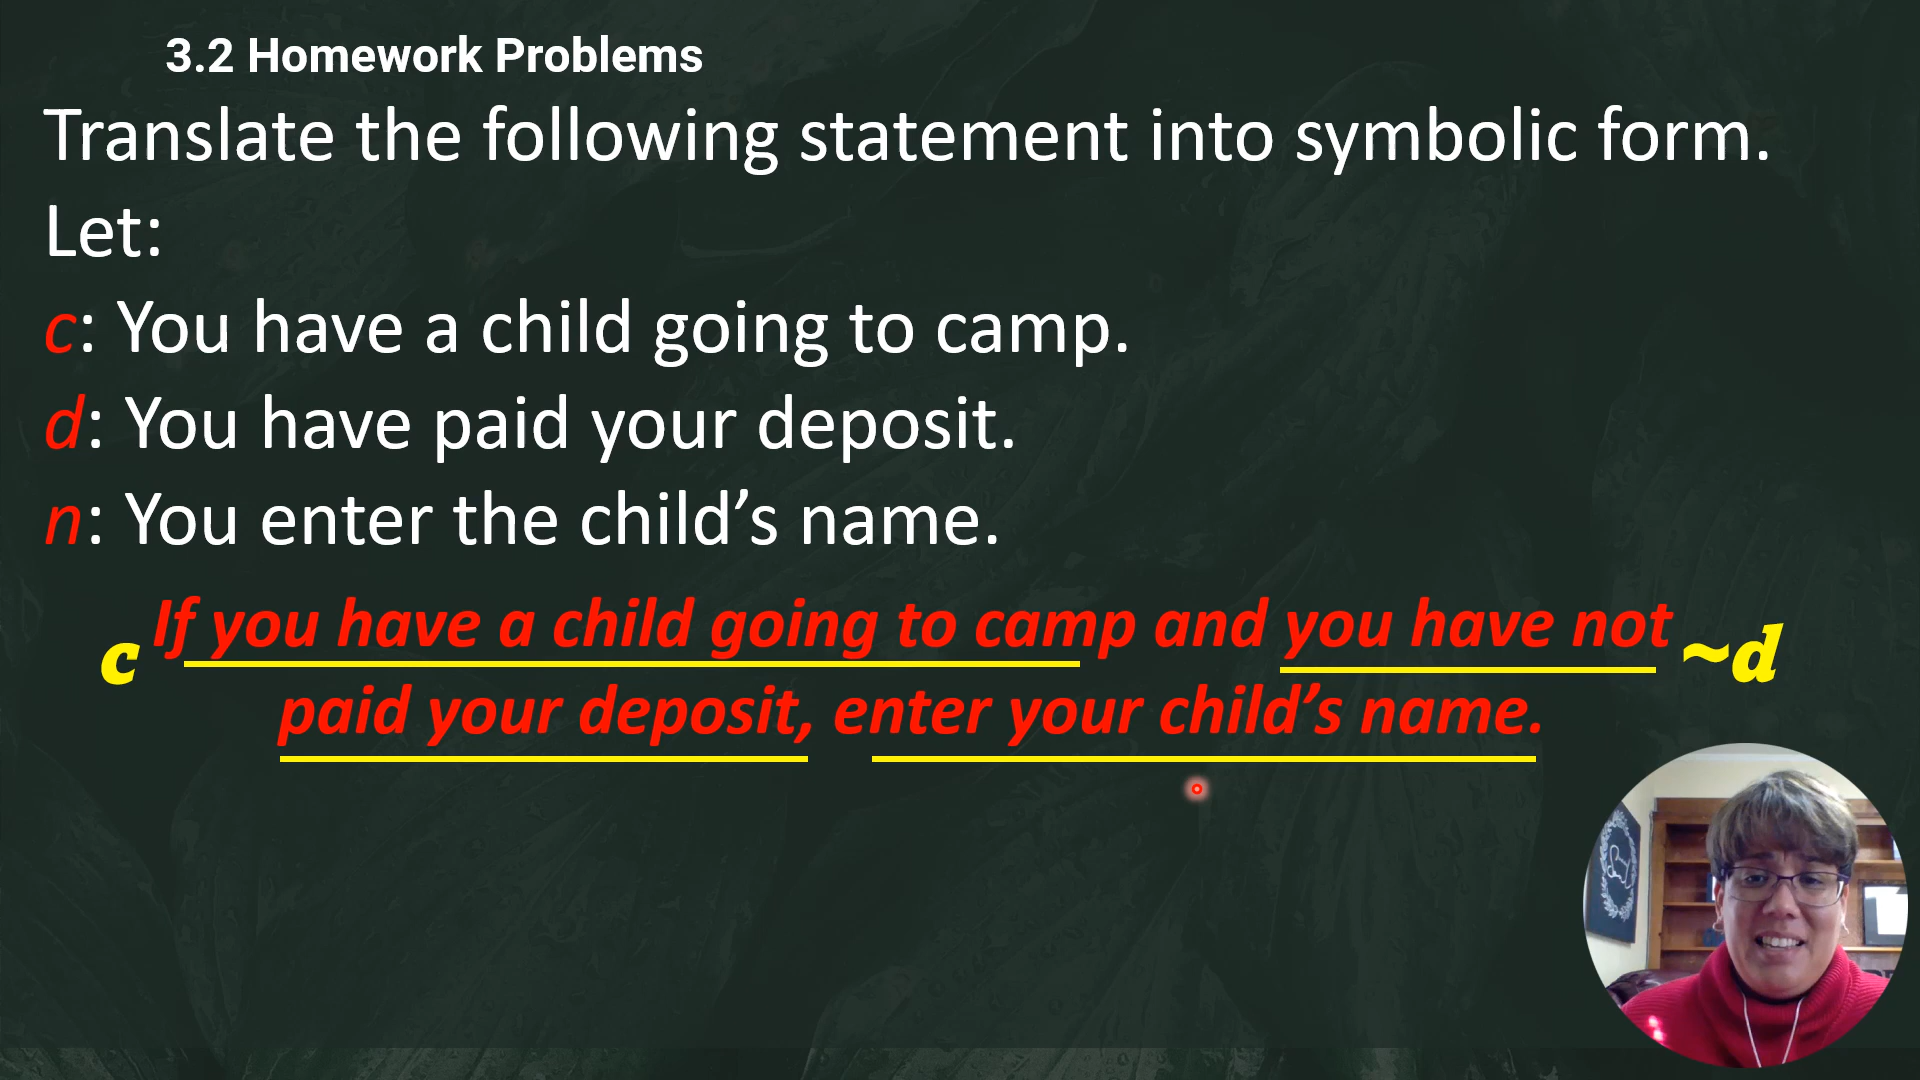 3.2 Homework Problems
Translate the following statement into symbolic form.
Let:
c: You have a child going to camp.
d: You have paid your deposit.
n: You enter the child’s name.
If you have a child going to camp and you have not
c ~d
paid your deposit, enter your child’s name.